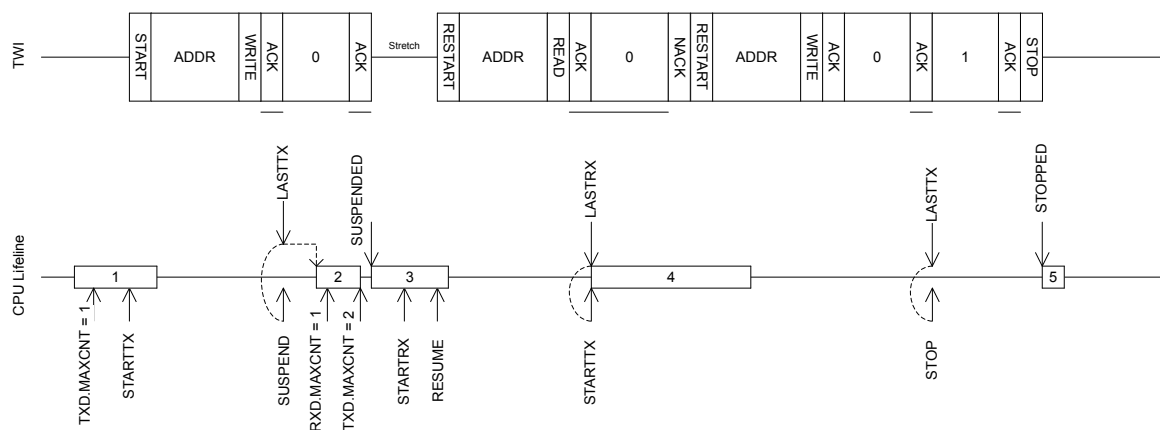 TWI
START
ADDR
WRITE
ACK
0
ACK
Stretch
RESTART
ADDR
READ
ACK
0
NACK
RESTART
ADDR
WRITE
ACK
0
ACK
1
ACK
STOP
CPU Lifeline
LASTTX
SUSPENDED
LASTRX
LASTTX
STOPPED
1
2
3
4
5
TXD.MAXCNT = 1
STARTTX
SUSPEND
RXD.MAXCNT = 1
TXD.MAXCNT = 2
STARTRX
RESUME
STARTTX
STOP